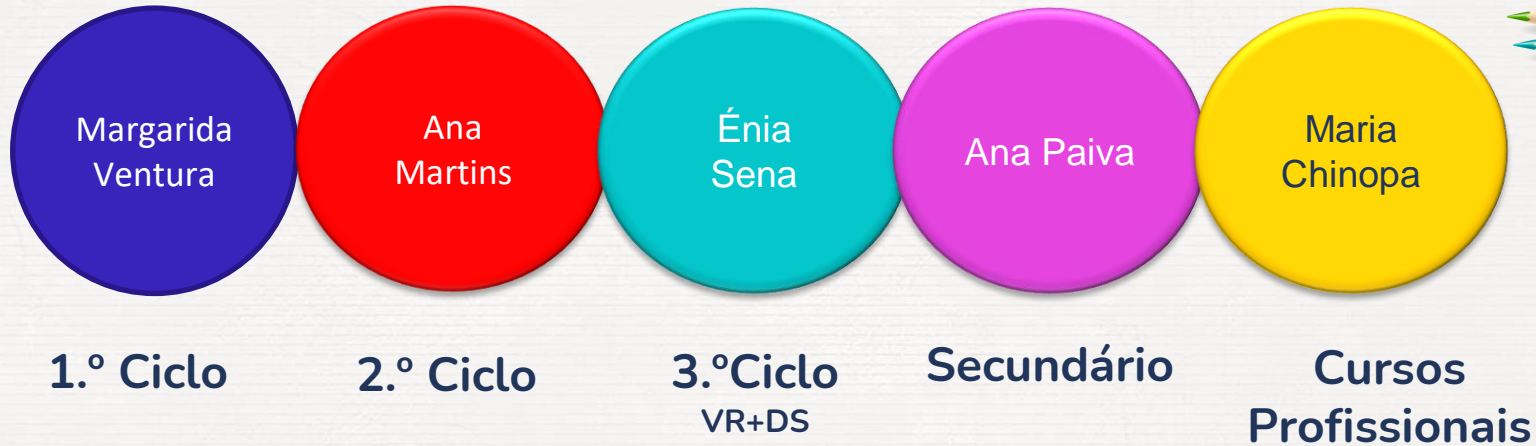 Margarida
Ventura
Ana
Martins
Énia
Sena
Ana Paiva
Maria
Chinopa
1.º Ciclo
2.º Ciclo
3.ºCiclo
VR+DS
Secundário
Cursos
Profissionais